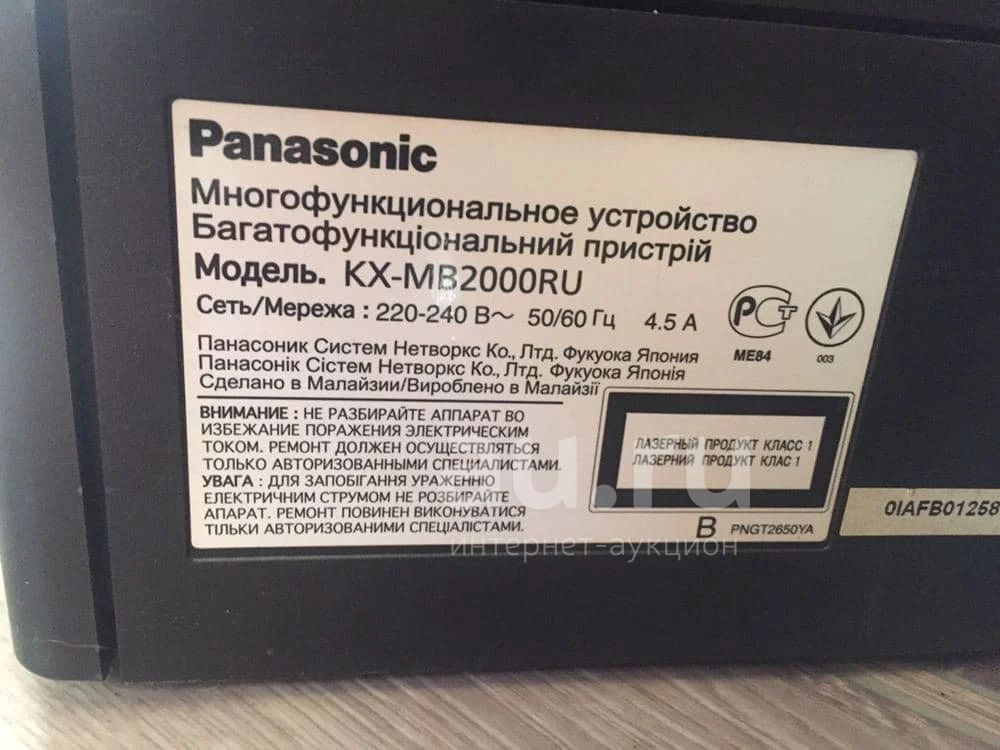 Panasonic
Многофункциональное устройство
Багатофункціональний пристрій
Модель. KX-MB2000RU
Сеть/Мережа : 220-240 В~ 50/60 Гц 4.5 А
РСТ
ME84
003
Панасоник Систем Нетворкс Ко., Лтд. Фукуока Япония
Панасонік Сістем Нетворкс Ко., Лтд. Фукуока Японія
Сделано в Малайзии/Вироблено в Малайзії
ВНИМАНИЕ : НЕ РАЗБИРАЙТЕ АППАРАТ ВО
ИЗБЕЖАНИЕ ПОРАЖЕНИЯ ЭЛЕКТРИЧЕСКИМ
ТОКОМ. РЕМОНТ ДОЛЖЕН ОСУЩЕСТВЛЯТЬСЯ
ТОЛЬКО АВТОРИЗОВАННЫМИ СПЕЦИАЛИСТАМИ.
УВАГА : ДЛЯ ЗАПОБІГАННЯ УРАЖЕННЮ
ЕЛЕКТРИЧНИМ СТРУМОМ НЕ РОЗБИРАЙТЕ
АПАРАТ. РЕМОНТ ПОВИНЕН ВИКОНУВАТИСЯ
ТІЛЬКИ АВТОРИЗОВАНИМИ СПЕЦІАЛІСТАМИ.
ЛАЗЕРНЫЙ ПРОДУКТ КЛАСС 1
ЛАЗЕРНИЙ ПРОДУКТ КЛАС 1
B PNGT2650YA
0IAFB01258
.ru
интернет-аукцион